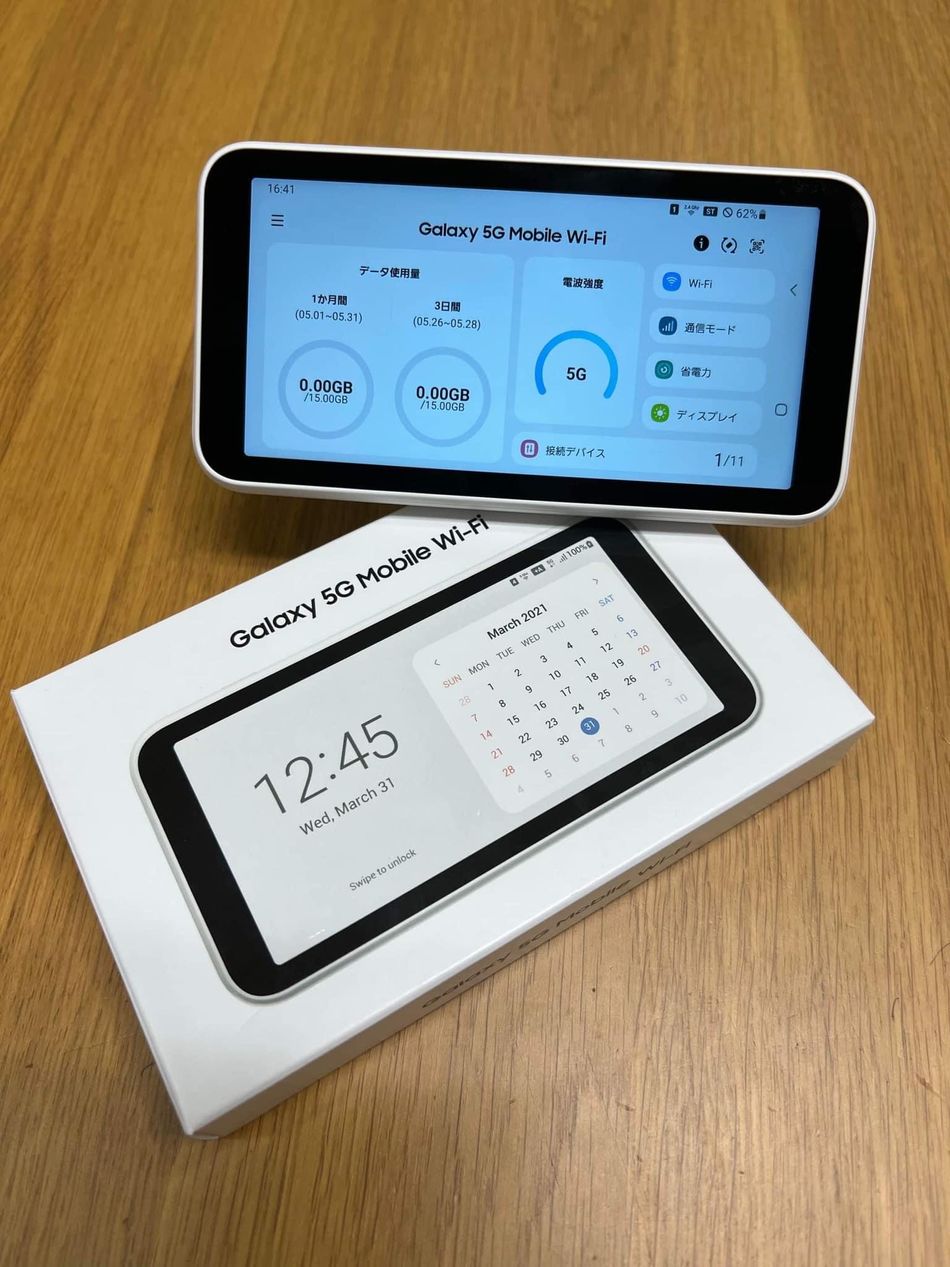 16:41
1 2.4 GHz ST 62%
Galaxy 5G Mobile Wi-Fi
データ使用量
1か月間
(05.01~05.31)
0.00GB
/15.00GB
3日間
(05.26~05.28)
0.00GB
/15.00GB
電波強度
5G
Wi-Fi
通信モード
省電力
ディスプレイ
接続デバイス
1/11
Galaxy 5G Mobile Wi-Fi
100%
March 2021
SUN MON TUE WED THU FRI SAT
28 1 2 3 4 5 6
7 8 9 10 11 12 13
14 15 16 17 18 19 20
21 22 23 24 25 26 27
28 29 30 31 1 2 3
4 5 6 7 8 9 10
12:45
Wed, March 31
Swipe to unlock
Galaxy 5G Mobile Wi-Fi